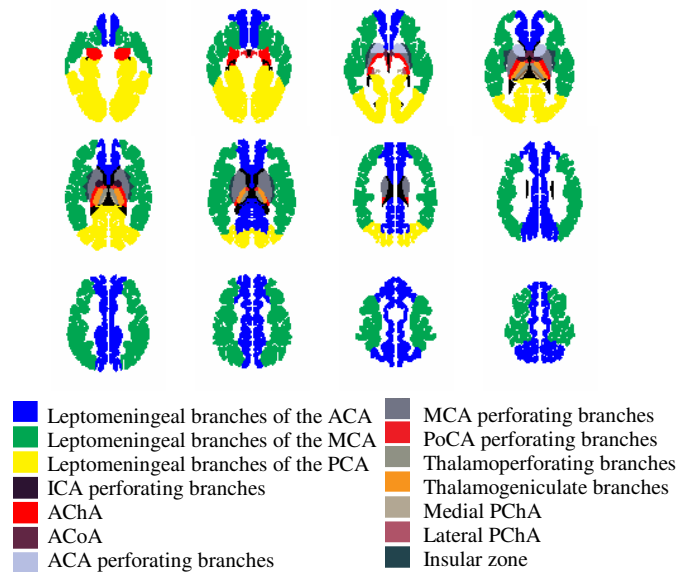 Leptomeningeal branches of the ACA
Leptomeningeal branches of the MCA
Leptomeningeal branches of the PCA
ICA perforating branches
AChA
ACoA
ACA perforating branches
MCA perforating branches
PoCA perforating branches
Thalamoperforating branches
Thalamogeniculate branches
Medial PChA
Lateral PChA
Insular zone